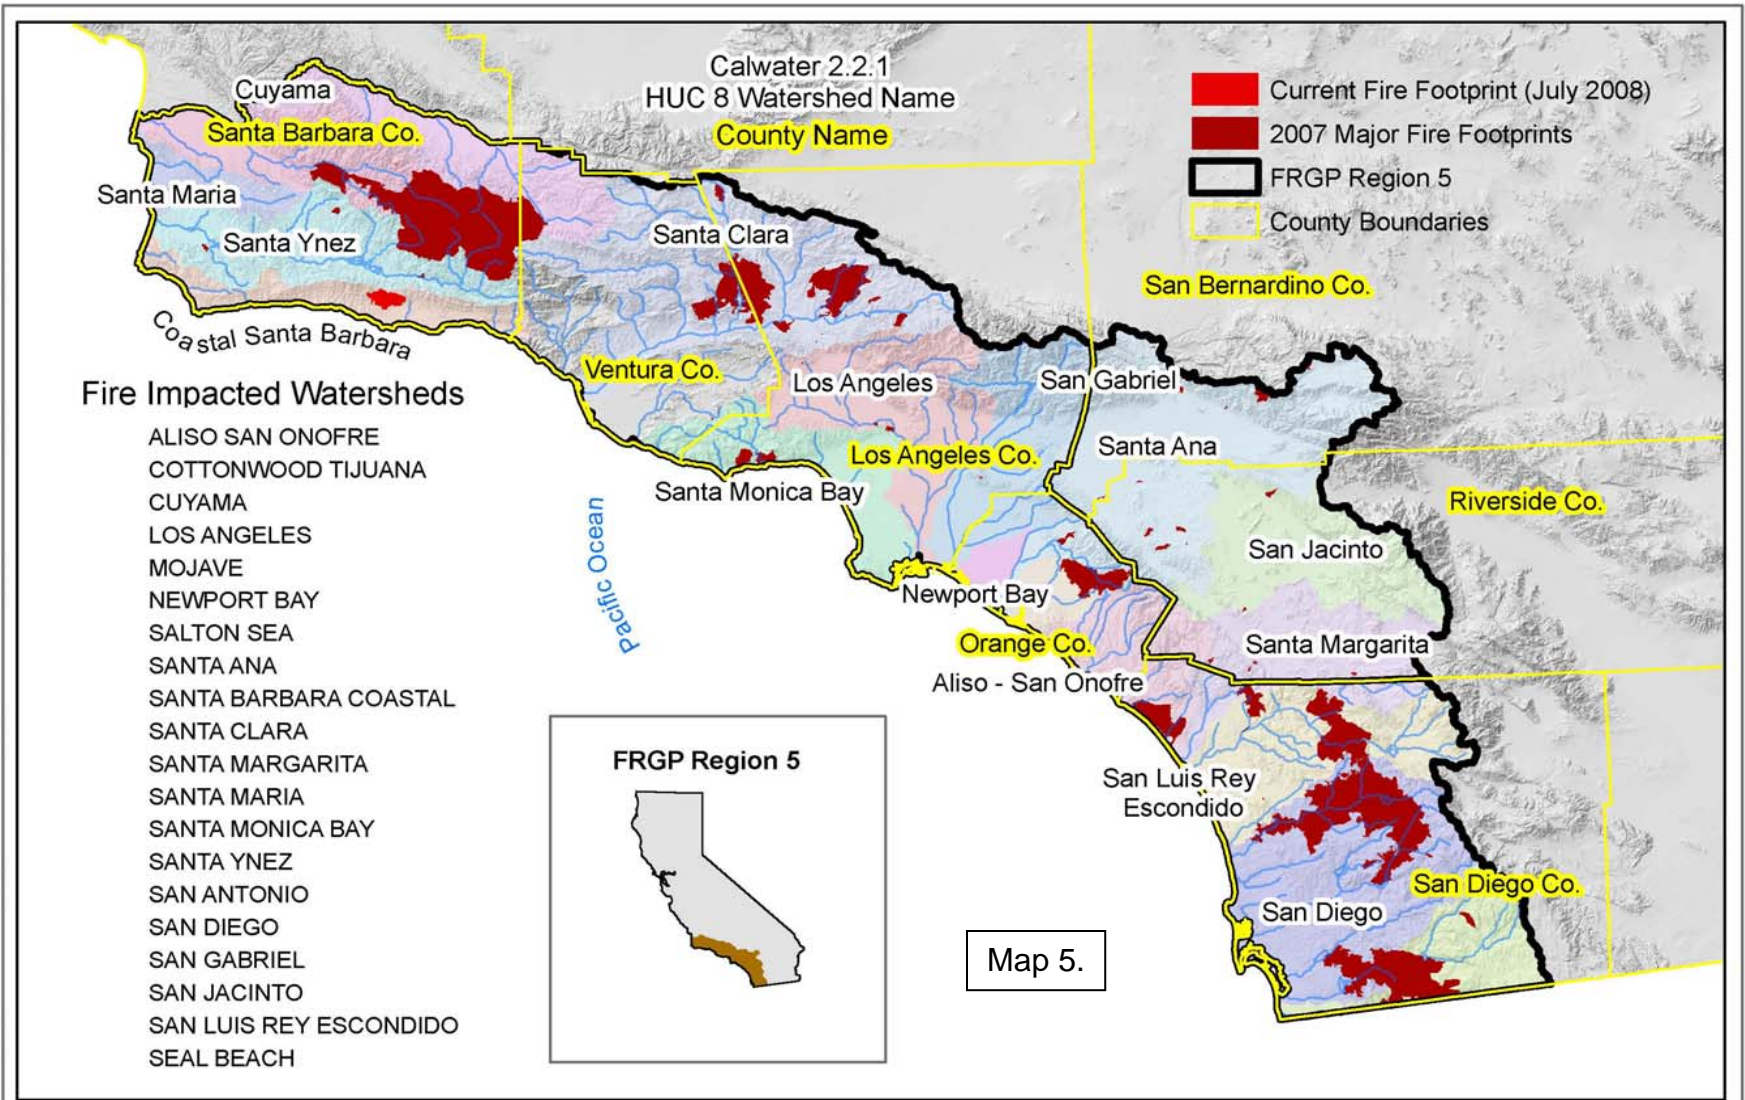 Calwater 2.2.1
HUC 8 Watershed Name
County Name
Current Fire Footprint (July 2008)
2007 Major Fire Footprints
FRGP Region 5
County Boundaries
Cuyama
Santa Barbara Co.
Santa Maria
Santa Ynez
Santa Clara
San Bernardino Co.
Coastal Santa Barbara
Ventura Co.
Los Angeles
San Gabriel
Santa Ana
Los Angeles Co.
Santa Monica Bay
Riverside Co.
Pacific Ocean
San Jacinto
Newport Bay
Orange Co.
Santa Margarita
Aliso - San Onofre
San Luis Rey
Escondido
San Diego Co.
San Diego
Fire Impacted Watersheds
ALISO SAN ONOFRE
COTTONWOOD TIJUANA
CUYAMA
LOS ANGELES
MOJAVE
NEWPORT BAY
SALTON SEA
SANTA ANA
SANTA BARBARA COASTAL
SANTA CLARA
SANTA MARGARITA
SANTA MARIA
SANTA MONICA BAY
SANTA YNEZ
SAN ANTONIO
SAN DIEGO
SAN GABRIEL
SAN JACINTO
SAN LUIS REY ESCONDIDO
SEAL BEACH
FRGP Region 5
Map 5.